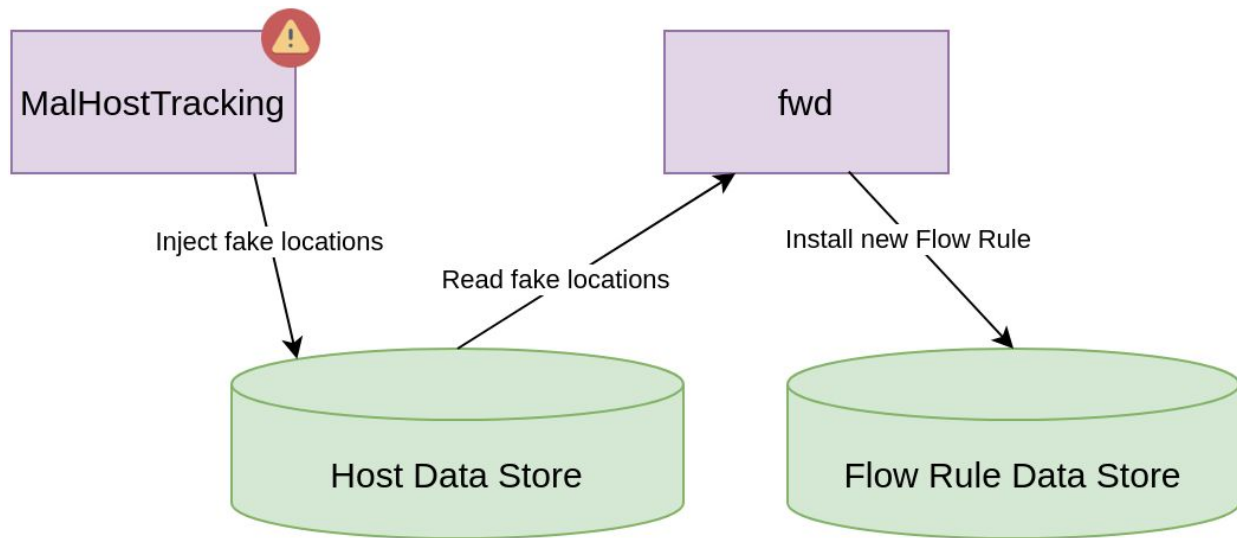 MalHostTracking
fwd
Inject fake locations
Install new Flow Rule
Read fake locations
Host Data Store
Flow Rule Data Store